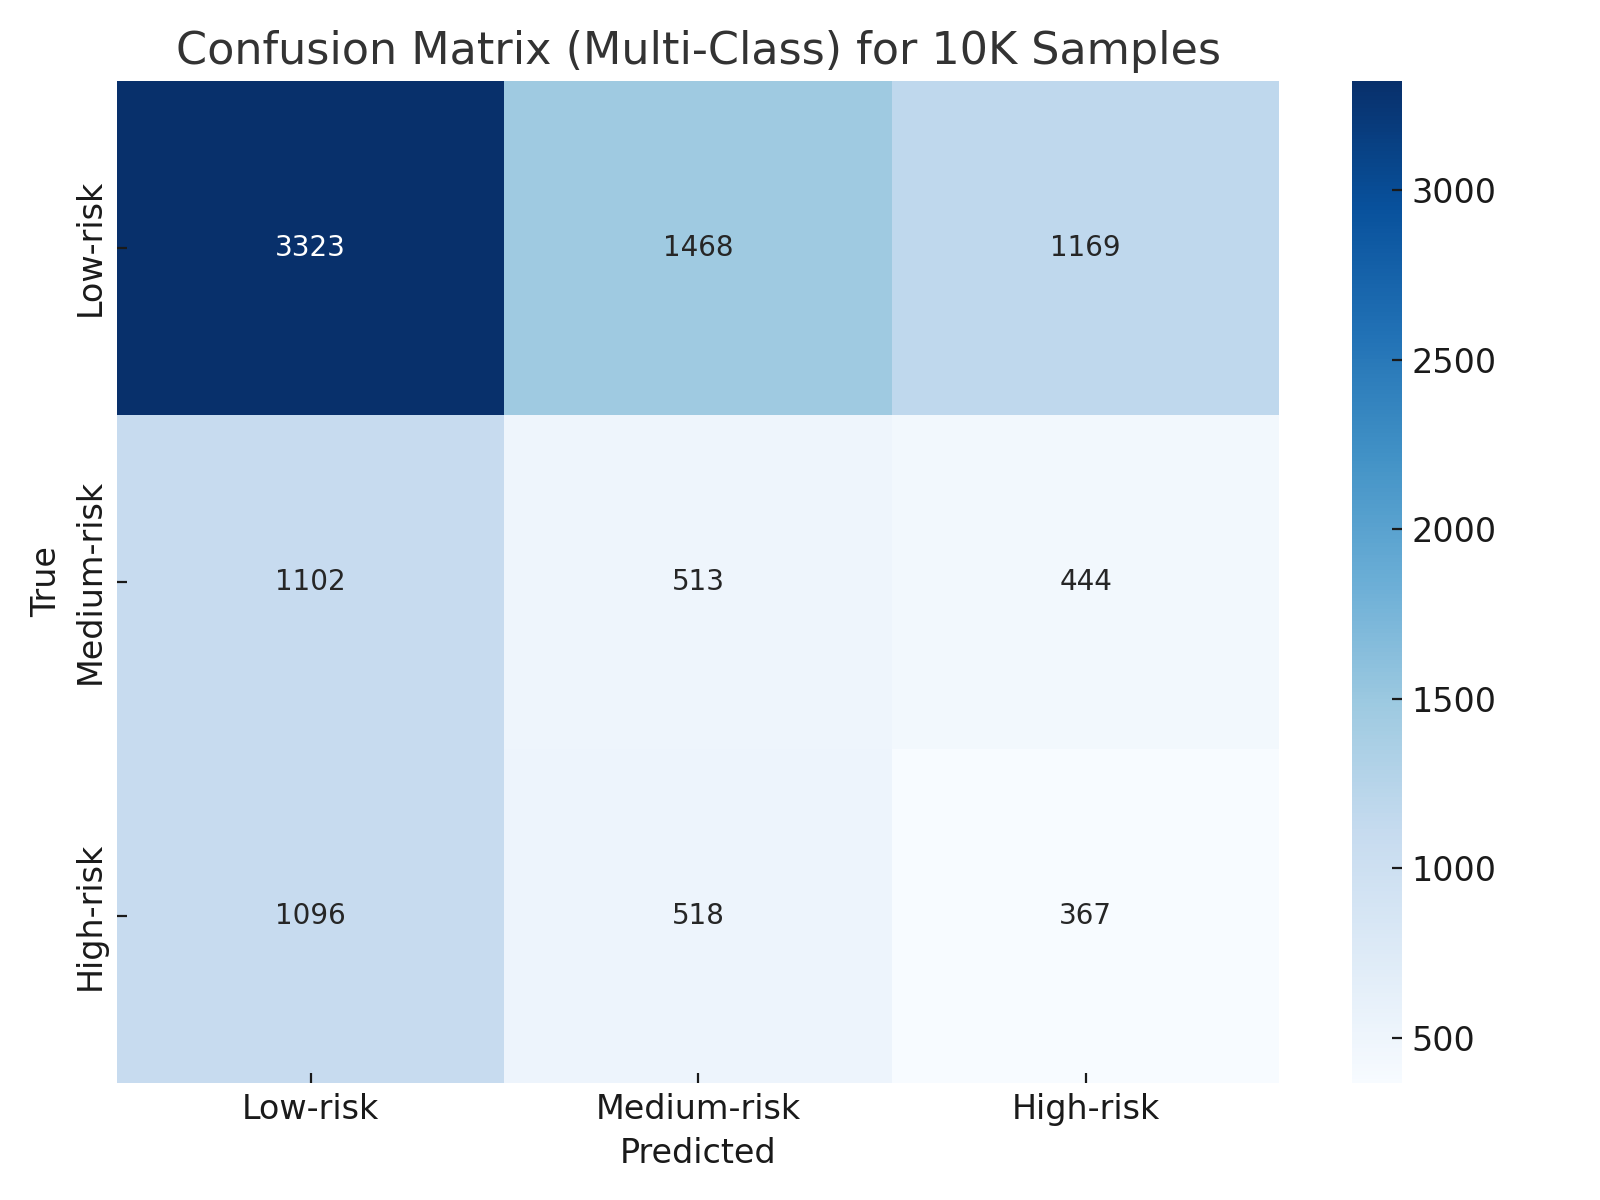 Confusion Matrix (Multi-Class) for 10K Samples
True
Low-risk
3323 1468 1169
Medium-risk
1102 513 444
High-risk
1096 518 367
Low-risk Medium-risk High-risk
Predicted
3000
2500
2000
1500
1000
500